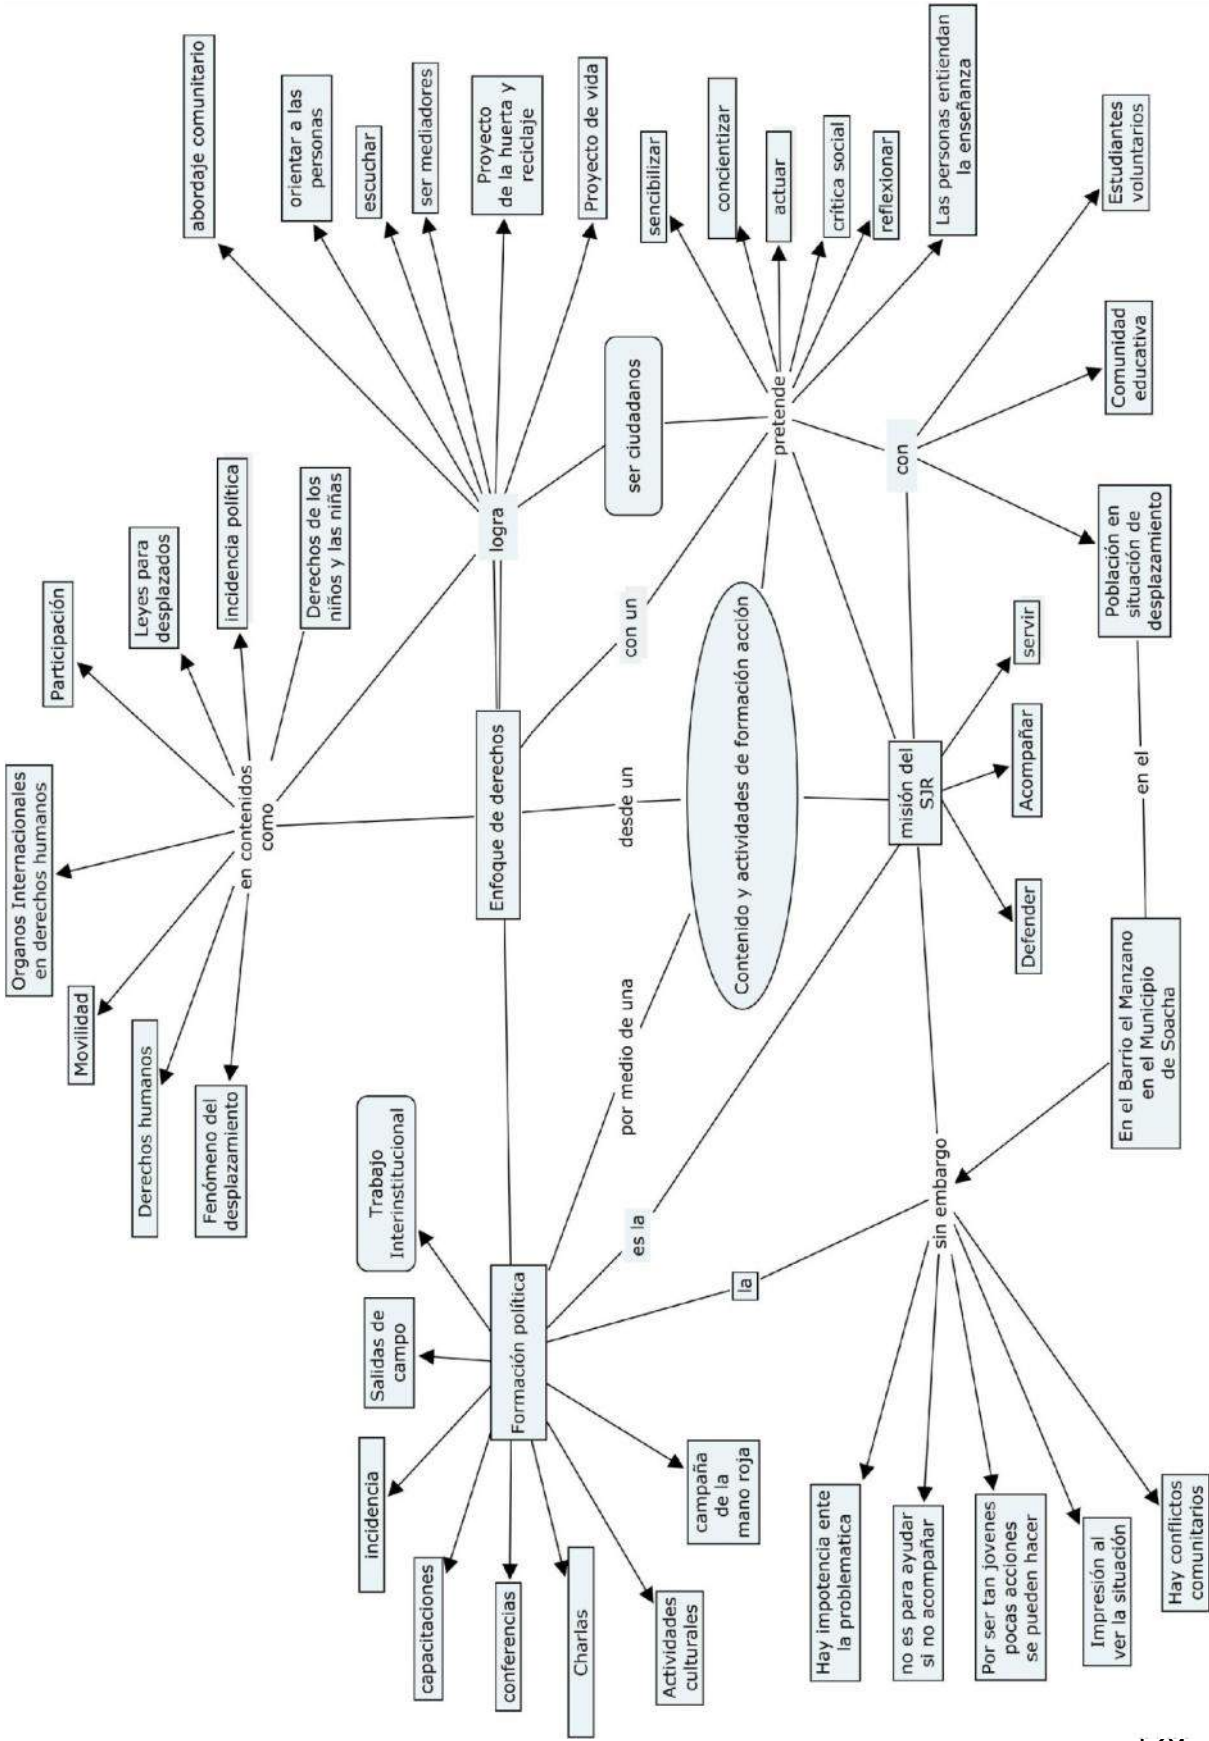 Organos Internacionales
en derechos humanos
Participación
Movilidad
Leyes para
desplazados
Derechos humanos
incidencia política
Fenómeno del
desplazamiento
Derechos de los
niños y las niñas
en contenidos
como
abordaje comunitario
orientar a las
personas
escuchar
ser mediadores
Proyecto
de la huerta y
reciclaje
Proyecto de vida
logra
Enfoque de derechos
Trabajo
Interinstitucional
Salidas de
campo
incidencia
capacitaciones
conferencias
Charlas
Actividades
culturales
campaña
de la
mano roja
Formación política
por medio de una
desde un
con un
es la
la
ser ciudadanos
sencibilizar
concientizar
actuar
crítica social
reflexionar
Las personas entiendan
la enseñanza
pretende
Contenido y actividades de formación acción
misión del
SJR
con
Defender
Acompañar
servir
Estudiantes
voluntarios
Comunidad
educativa
Población en
situación de
desplazamiento
en el
En el Barrio el Manzano
en el Municipio
de Soacha
sin embargo
Hay impotencia ente
la problematica
no es para ayudar
si no acompañar
Por ser tan jovenes
pocas acciones
se pueden hacer
Impresión al
ver la situación
Hay conflictos
comunitarios